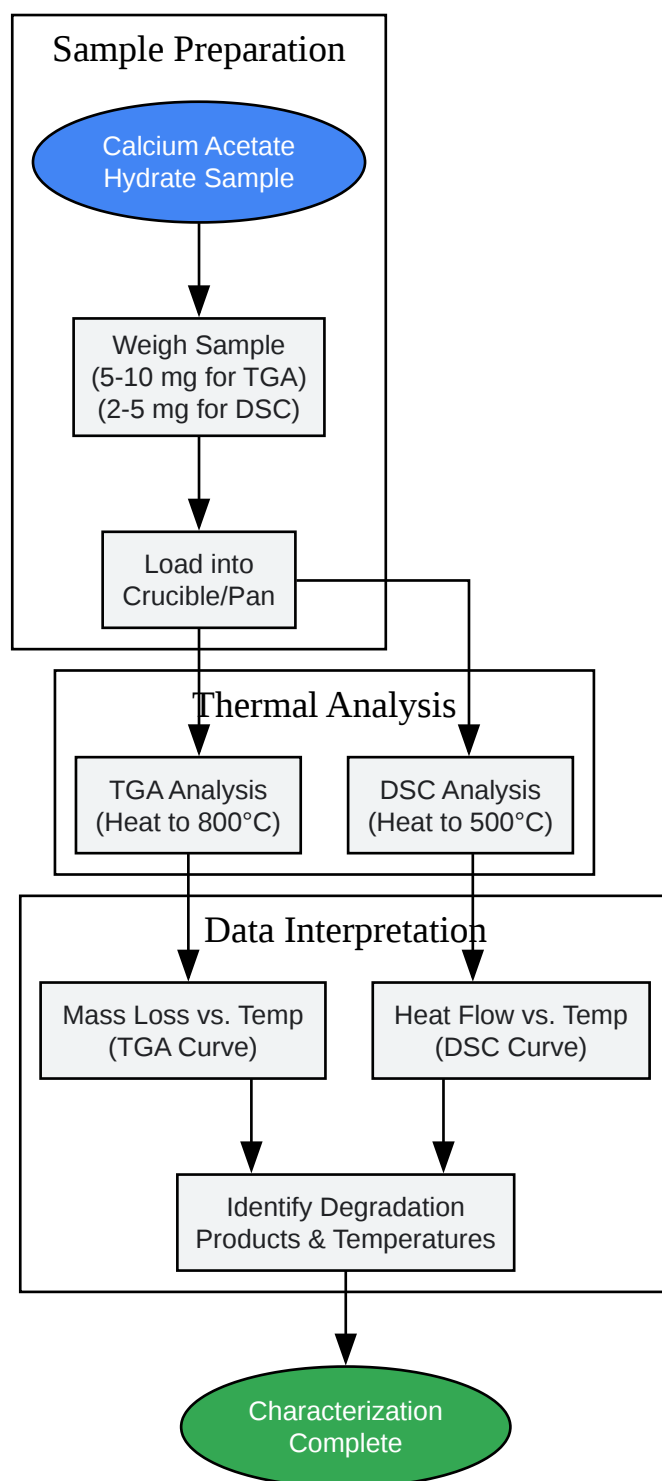 Sample Preparation
Calcium Acetate
Hydrate Sample
Weigh Sample
(5-10 mg for TGA)
(2-5 mg for DSC)
Load into
Crucible/Pan
Thermal Analysis
TGA Analysis
(Heat to 800°C)
DSC Analysis
(Heat to 500°C)
Data Interpretation
Mass Loss vs. Temp
(TGA Curve)
Heat Flow vs. Temp
(DSC Curve)
Identify Degradation
Products & Temperatures
Characterization
Complete